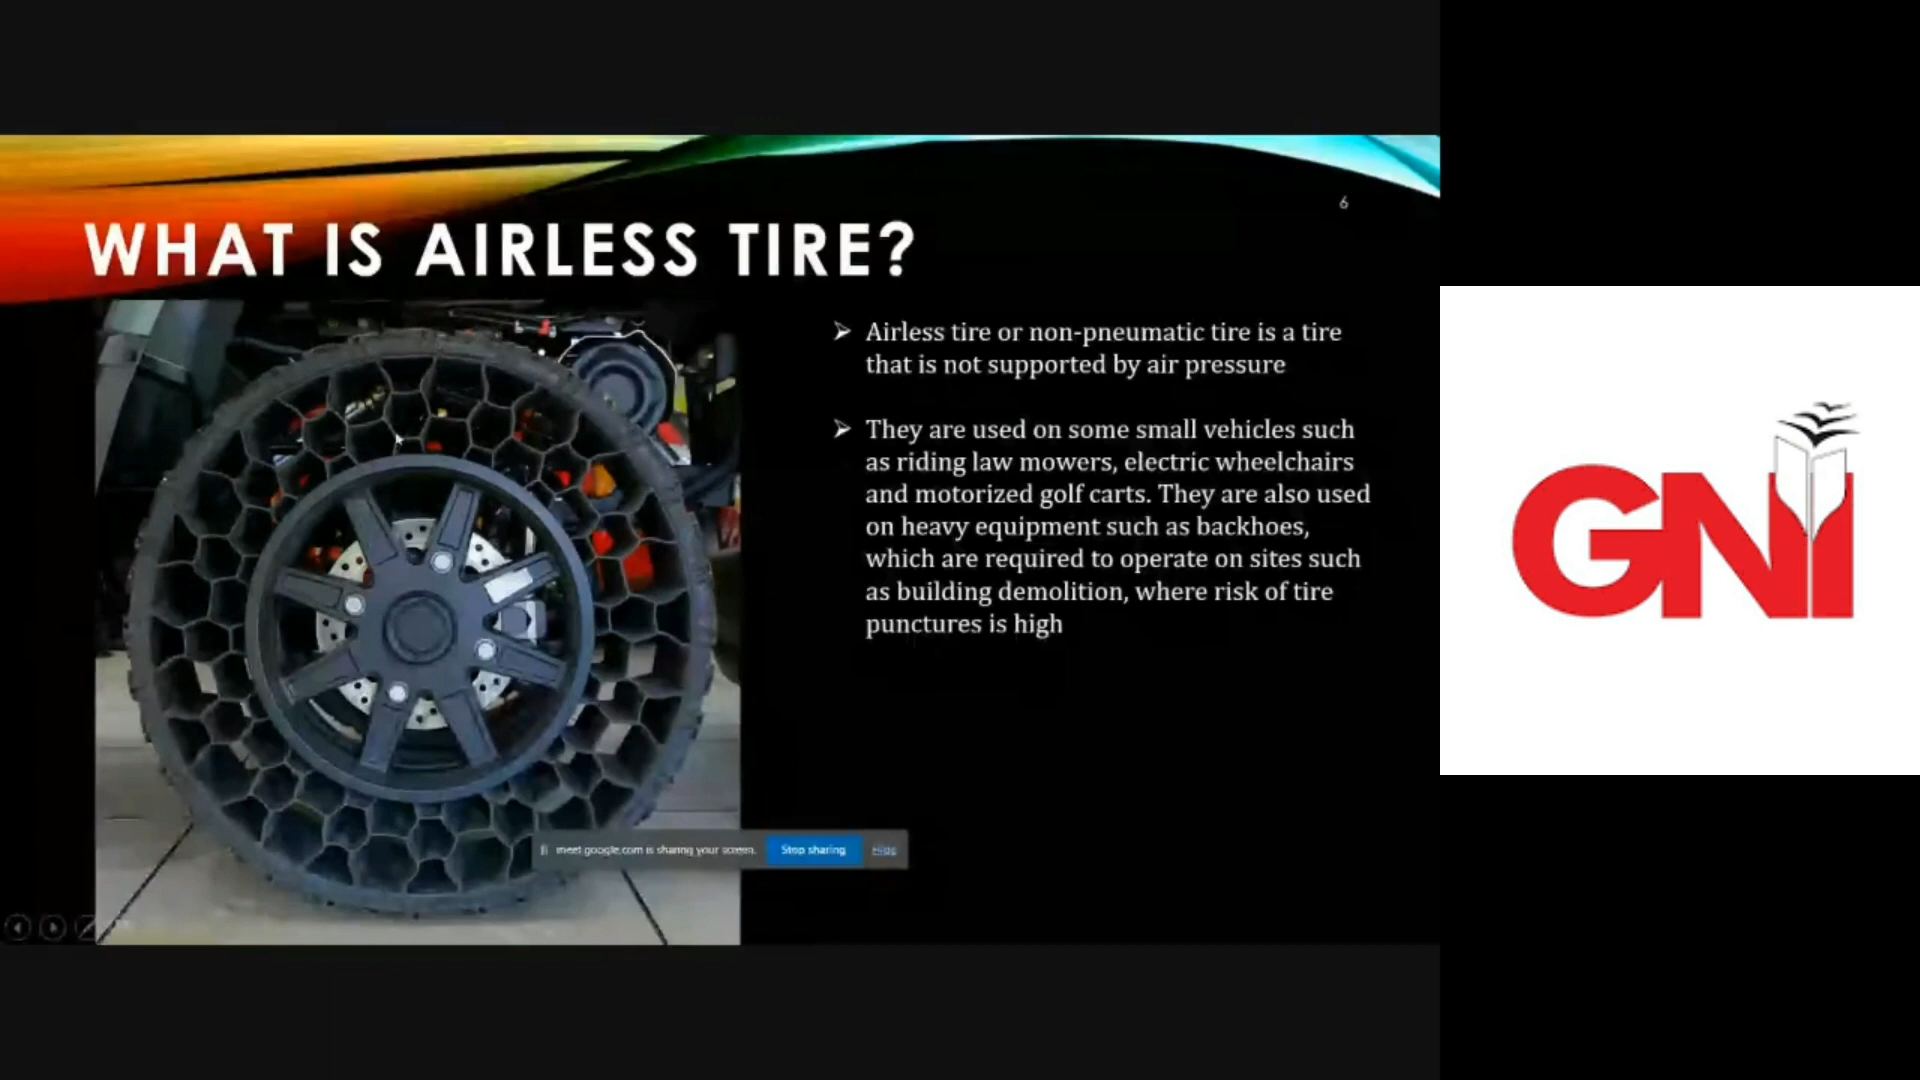 6
WHAT IS AIRLESS TIRE?
➤ Airless tire or non-pneumatic tire is a tire
that is not supported by air pressure
➤ They are used on some small vehicles such
as riding law mowers, electric wheelchairs
and motorized golf carts. They are also used
on heavy equipment such as backhoes,
which are required to operate on sites such
as building demolition, where risk of tire
punctures is high
meet.google.com is sharing your screen. Stop sharing Hide
GNI